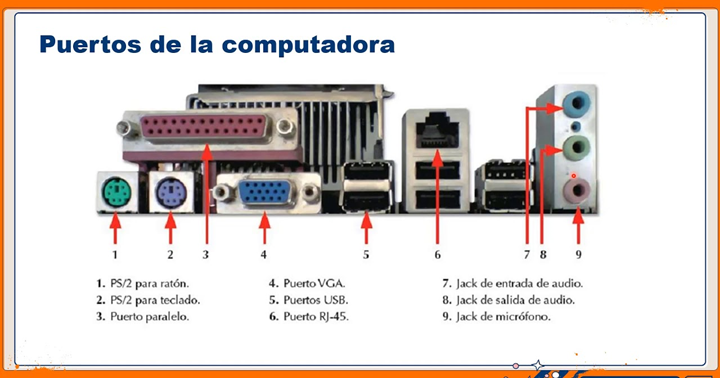 Puertos de la computadora
1 2 3 4 5 6 7 8 9
1. PS/2 para ratón.
2. PS/2 para teclado.
3. Puerto paralelo.
4. Puerto VGA.
5. Puertos USB.
6. Puerto RJ-45.
7. Jack de entrada de audio.
8. Jack de salida de audio.
9. Jack de micrófono.